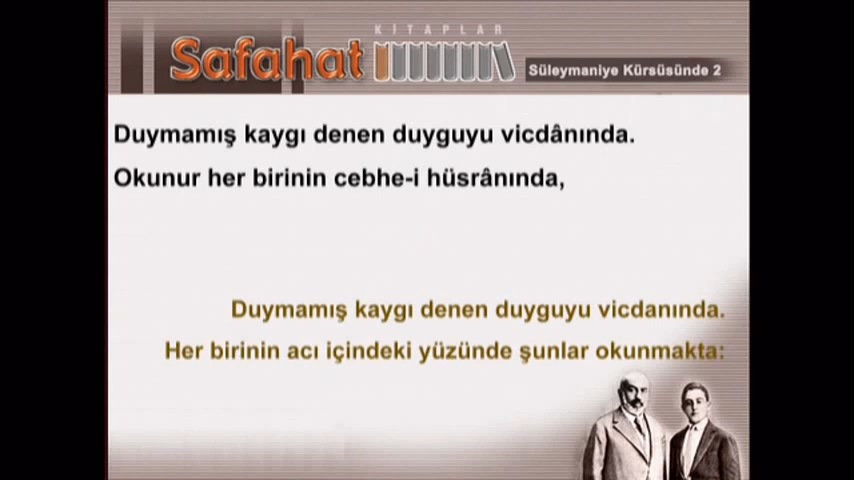 KİTAPLAR
Safahat
Süleymaniye Kürsüsünde 2
Duymamış kaygı denen duyguyu vicdânında.
Okunur her birinin cebhe-i hüsrânında,
Duymamış kaygı denen duyguyu vicdanında.
Her birinin acı içindeki yüzünde şunlar okunmakta: